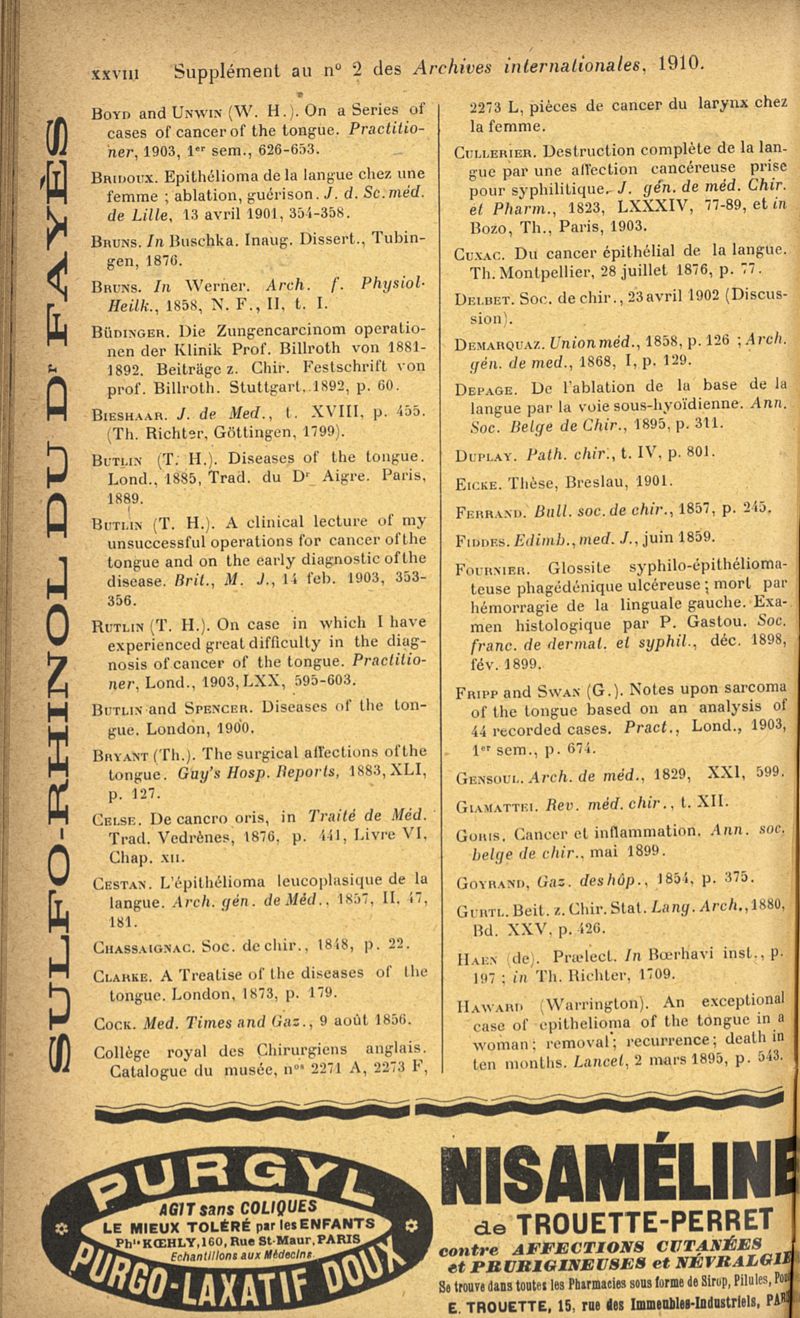 xxviii Supplément au n° 2 des Archives internationales, 1910.
SULFO-RHINOL DU Dr FAYÈS
Boyd and Unwin (W. H.). On a Series of
cases of cancer of the tongue. Practitio-
ner, 1903, 1er sem., 626-653.
Bridoux. Epithélioma de la langue chez une
femme ; ablation, guérison. J. d. Sc. méd.
de Lille, 13 avril 1901, 354-358.
Bruns. In Buschka. Inaug. Dissert., Tubin-
gen, 1876.
Bruns. In Werner. Arch. f. Physiol-
Heilk., 1858, N. F., II, t. I.
Büdinger. Die Zungencarcinom operatio-
nen der Klinik Prof. Billroth von 1881-
1892. Beiträge z. Chir. Festschrift von
prof. Billroth. Stuttgart, 1892, p. 60.
Bieshaar. J. de Med., t. XVIII, p. 455.
(Th. Richter, Göttingen, 1799).
Butlin (T. H.). Diseases of the tongue.
Lond., 1885, Trad. du Dr Aigre. Paris,
1889.
Butlin (T. H.). A clinical lecture of my
unsuccessful operations for cancer of the
tongue and on the early diagnostic of the
disease. Brit., M. J., 14 feb. 1903, 353-
356.
Rutlin (T. H.). On case in which I have
experienced great difficulty in the diag-
nosis of cancer of the tongue. Practitio-
ner, Lond., 1903, LXX, 595-603.
Butlin and Spencer. Diseases of the ton-
gue. London, 1900.
Bryant (Th.). The surgical affections of the
tongue. Guy's Hosp. Reports, 1883, XLI,
p. 127.
Celse. De cancro oris, in Traité de Méd.
Trad. Vedrènes, 1876, p. 441, Livre VI,
Chap. xii.
Cestan. L'épithélioma leucoplasique de la
langue. Arch. gén. de Méd., 1857, II, 47,
181.
Chassaignac. Soc. de chir., 1848, p. 22.
Clarke. A Treatise of the diseases of the
tongue. London, 1873, p. 179.
Cock. Med. Times and Gaz., 9 août 1856.
Collège royal des Chirurgiens anglais.
Catalogue du musée, nos 2271 A, 2273 F,
2273 L, pièces de cancer du larynx chez
la femme.
Cullerier. Destruction complète de la lan-
gue par une affection cancéreuse prise
pour syphilitique. J. gén. de méd. Chir.
et Pharm., 1823, LXXXIV, 77-89, et in
Bozo, Th., Paris, 1903.
Cuxac. Du cancer épithélial de la langue.
Th. Montpellier, 28 juillet 1876, p. 77.
Delbet. Soc. de chir., 23 avril 1902 (Discus-
sion).
Demarquaz. Union méd., 1858, p. 126 ; Arch.
gén. de med., 1868, I, p. 129.
Depage. De l'ablation de la base de la
langue par la voie sous-hyoïdienne. Ann.
Soc. Belge de Chir., 1895, p. 311.
Duplay. Path. chir., t. IV, p. 801.
Eicke. Thèse, Breslau, 1901.
Ferrand. Bull. soc. de chir., 1857, p. 245.
Fiddes. Edimb., med. J., juin 1859.
Fournier. Glossite syphilo-épithélioma-
teuse phagédénique ulcéreuse ; mort par
hémorragie de la linguale gauche. Exa-
men histologique par P. Gastou. Soc.
franc. de dermat. et syphil., déc. 1898,
fév. 1899.
Fripp and Swan (G.). Notes upon sarcoma
of the tongue based on an analysis of
44 recorded cases. Pract., Lond., 1903,
1er sem., p. 674.
Gensoul. Arch. de méd., 1829, XXI, 599.
Giamattei. Rev. méd. chir., t. XII.
Goris. Cancer et inflammation. Ann. soc.
belge de chir., mai 1899.
Goyrand, Gaz. des hôp., 1854, p. 375.
Gurtl. Beit. z. Chir. Stat. Lang. Arch., 1880,
Bd. XXV, p. 426.
Haen (de). Prælect. In Bœrhavi inst., p.
197 ; in Th. Richter, 1709.
Haward (Warrington). An exceptional
case of epithelioma of the tongue in a
woman ; removal ; recurrence ; death in
ten months. Lancet, 2 mars 1895, p. 543.
PURGYL
AGIT sans COLIQUES
LE MIEUX TOLÉRÉ par les ENFANTS
Phie KŒHLY, 160, Rue St-Maur, PARIS
Echantillons aux Médecins.
PURGO-LAXATIF DOUX
NISAMÉLINE
de TROUETTE-PERRET
contre AFFECTIONS CUTANÉES
et PRURIGINEUSES et NÉVRALGIE
Se trouve dans toutes les Pharmacies sous forme de Sirop, Pilules,
E. TROUETTE, 15, rue des Immeubles-Industriels, PARIS